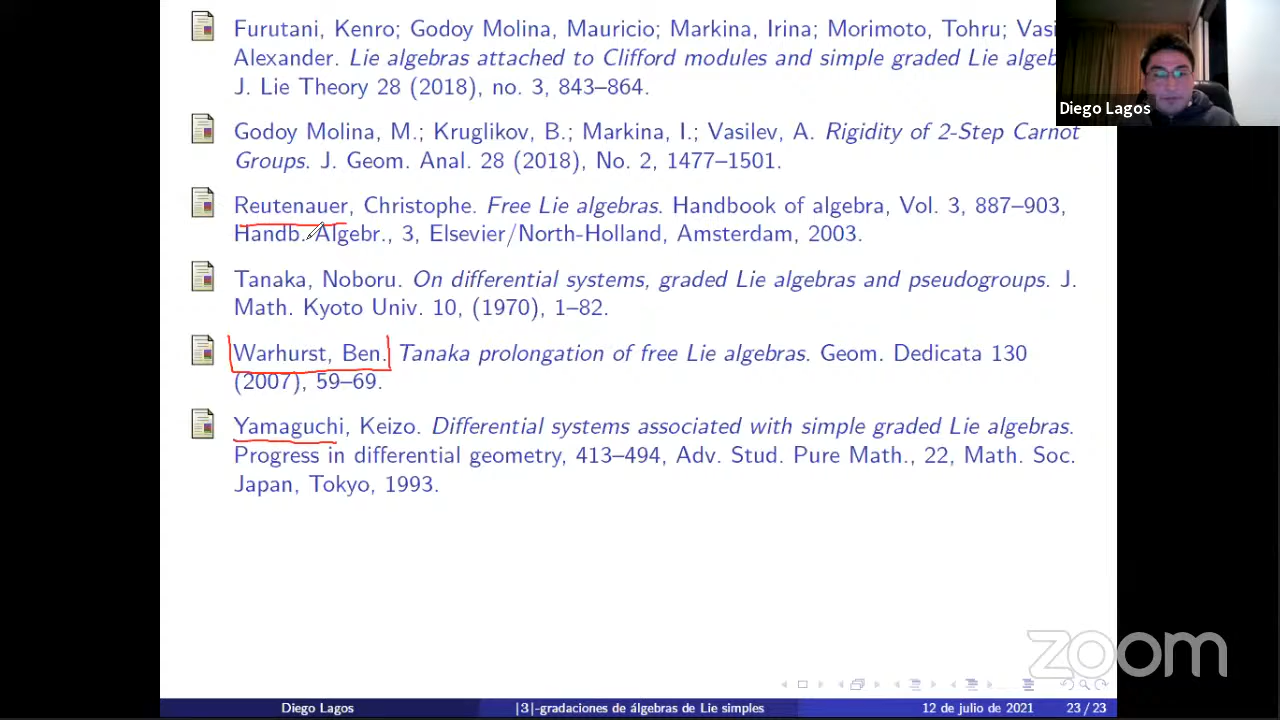 Furutani, Kenro; Godoy Molina, Mauricio; Markina, Irina; Morimoto, Tohru;
Alexander. Lie algebras attached to Clifford modules and simple graded Lie
J. Lie Theory 28 (2018), no. 3, 843–864.
Godoy Molina, M.; Kruglikov, B.; Markina, I.; Vasilev, A. Rigidity of 2-Step Carnot
Groups. J. Geom. Anal. 28 (2018), No. 2, 1477–1501.
Reutenauer, Christophe. Free Lie algebras. Handbook of algebra, Vol. 3, 887–903,
Handb. Algebr., 3, Elsevier/North-Holland, Amsterdam, 2003.
Tanaka, Noboru. On differential systems, graded Lie algebras and pseudogroups. J.
Math. Kyoto Univ. 10, (1970), 1–82.
Warhurst, Ben. Tanaka prolongation of free Lie algebras. Geom. Dedicata 130
(2007), 59–69.
Yamaguchi, Keizo. Differential systems associated with simple graded Lie algebras.
Progress in differential geometry, 413–494, Adv. Stud. Pure Math., 22, Math. Soc.
Japan, Tokyo, 1993.
Diego Lagos
zoom
Diego Lagos |3|-gradaciones de álgebras de Lie simples 12 de julio de 2021 23/23